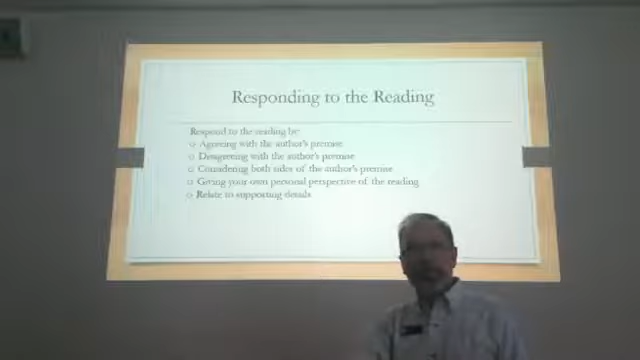 Responding to the Reading
Respond to the reading by:
o Agreeing with the author's premise
o Disagreeing with the author's premise
o Considering both sides of the author's premise
o Giving your own personal perspective of the reading
o Relate to supporting details